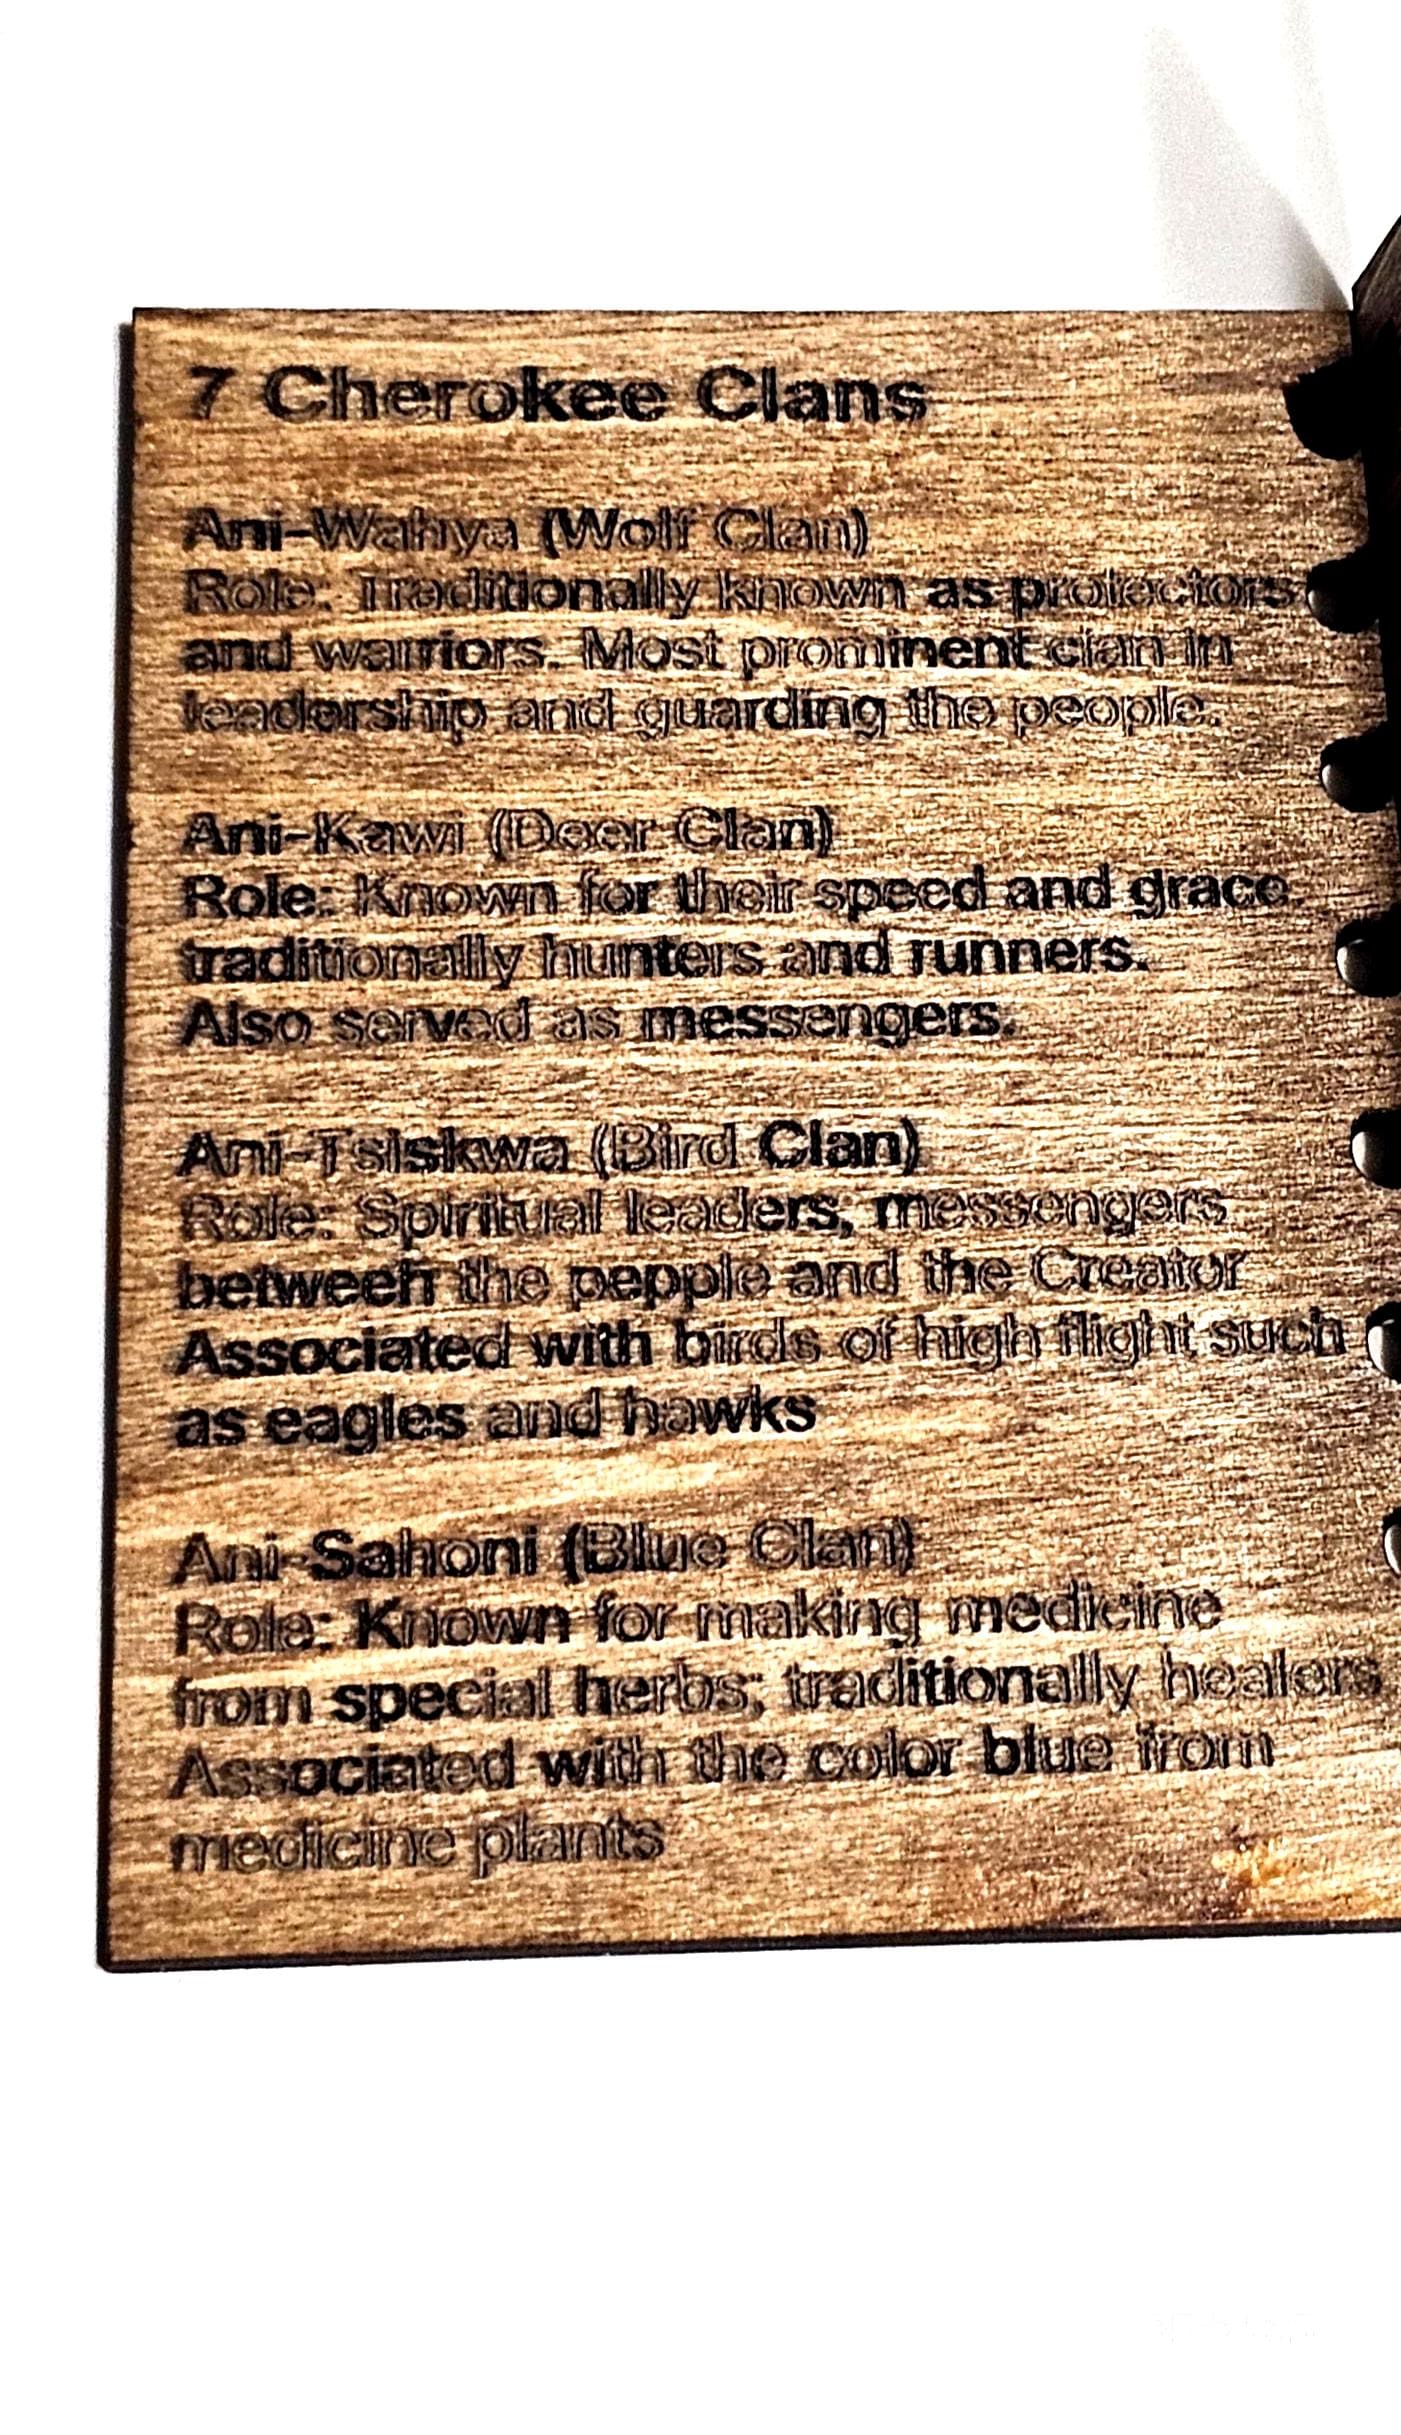 7 Cherokee Clans
Ani-Wahya (Wolf Clan)
Role: Traditionally known as protectors
and warriors. Most prominent clan in
leadership and guarding the people.
Ani-Kawi (Deer Clan)
Role: Known for their speed and grace
traditionally hunters and runners.
Also served as messengers.
Ani-Tsiskwa (Bird Clan)
Role: Spiritual leaders, messengers
between the pepple and the Creator
Associated with birds of high flight such
as eagles and hawks
Ani-Sahoni (Blue Clan)
Role: Known for making medicine
from special herbs; traditionally healers
Associated with the color blue from
medicine plants